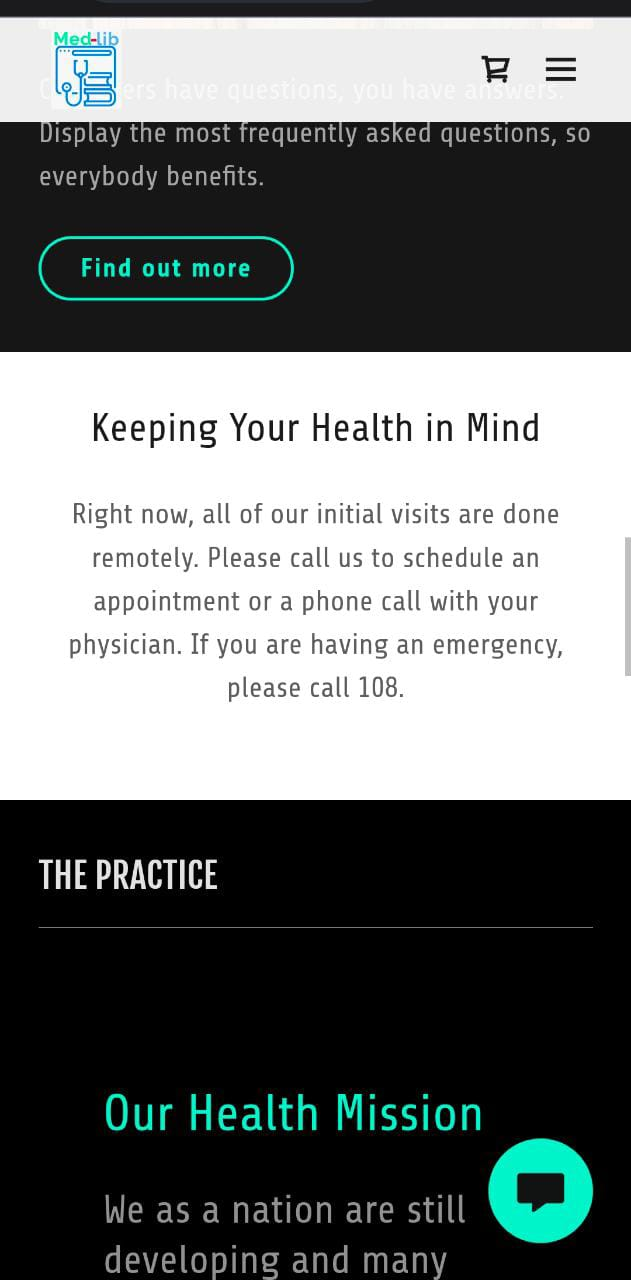 Med-lib
ers have questions, you have answers.
Display the most frequently asked questions, so
everybody benefits.
Find out more
Keeping Your Health in Mind
Right now, all of our initial visits are done
remotely. Please call us to schedule an
appointment or a phone call with your
physician. If you are having an emergency,
please call 108.
THE PRACTICE
Our Health Mission
We as a nation are still
developing and many